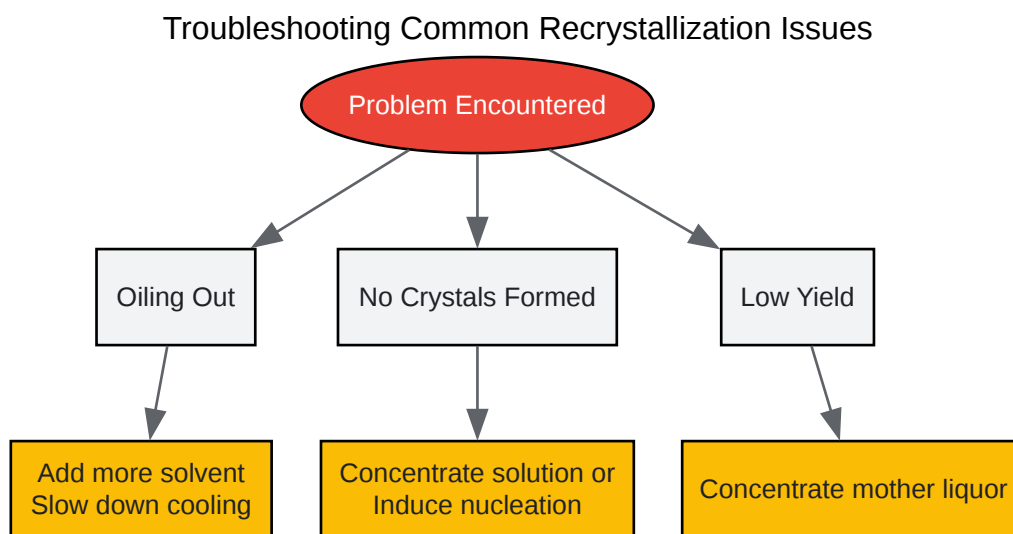 Troubleshooting Common Recrystallization Issues
Problem Encountered
Oiling Out
No Crystals Formed
Low Yield
Add more solvent
Slow down cooling
Concentrate solution or
Induce nucleation
Concentrate mother liquor